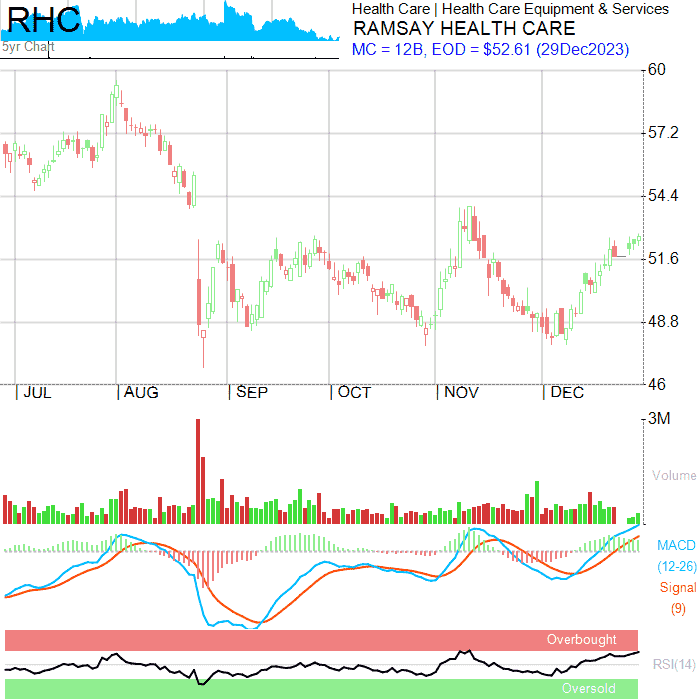 RHC
5yr Chart
Health Care | Health Care Equipment & Services
RAMSAY HEALTH CARE
MC = 12B, EOD = $52.61 (29Dec2023)
60
57.2
54.4
51.6
48.8
46
JUL AUG SEP OCT NOV DEC
3M
Volume
MACD
(12-26)
Signal
(9)
Overbought
RSI(14)
Oversold